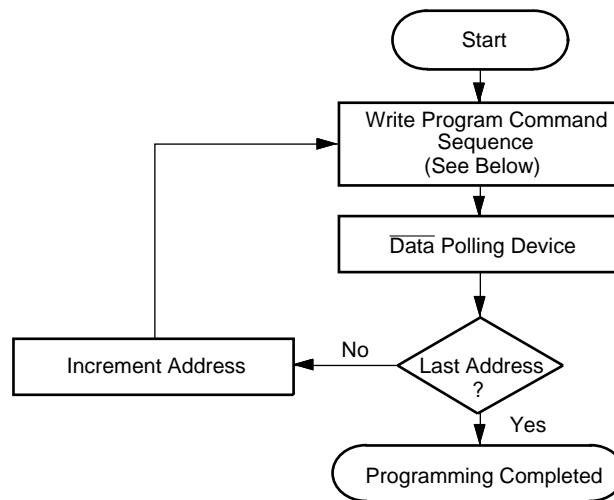 Start
Write Program Command
Sequence
(See Below)
Data Polling Device
Increment Address
No
Last Address
?
Yes
Programming Completed